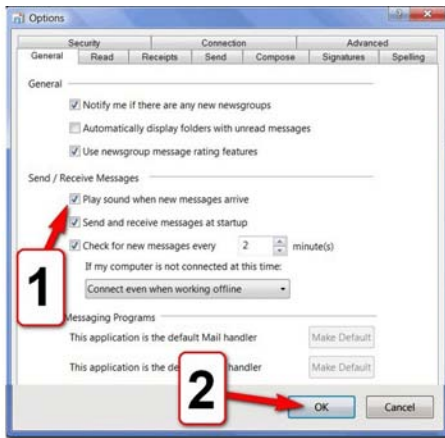 Options
Security Connection Advanced
General Read Receipts Send Compose Signatures Spelling
General
Notify me if there are any new newsgroups
Automatically display folders with unread messages
Use newsgroup message rating features
Send / Receive Messages
Play sound when new messages arrive
Send and receive messages at startup
Check for new messages every 2 minute(s)
1
If my computer is not connected at this time:
Connect even when working offline
Messaging Programs
This application is the default Mail handler Make Default
This application is the handler Make Default
2
OK Cancel